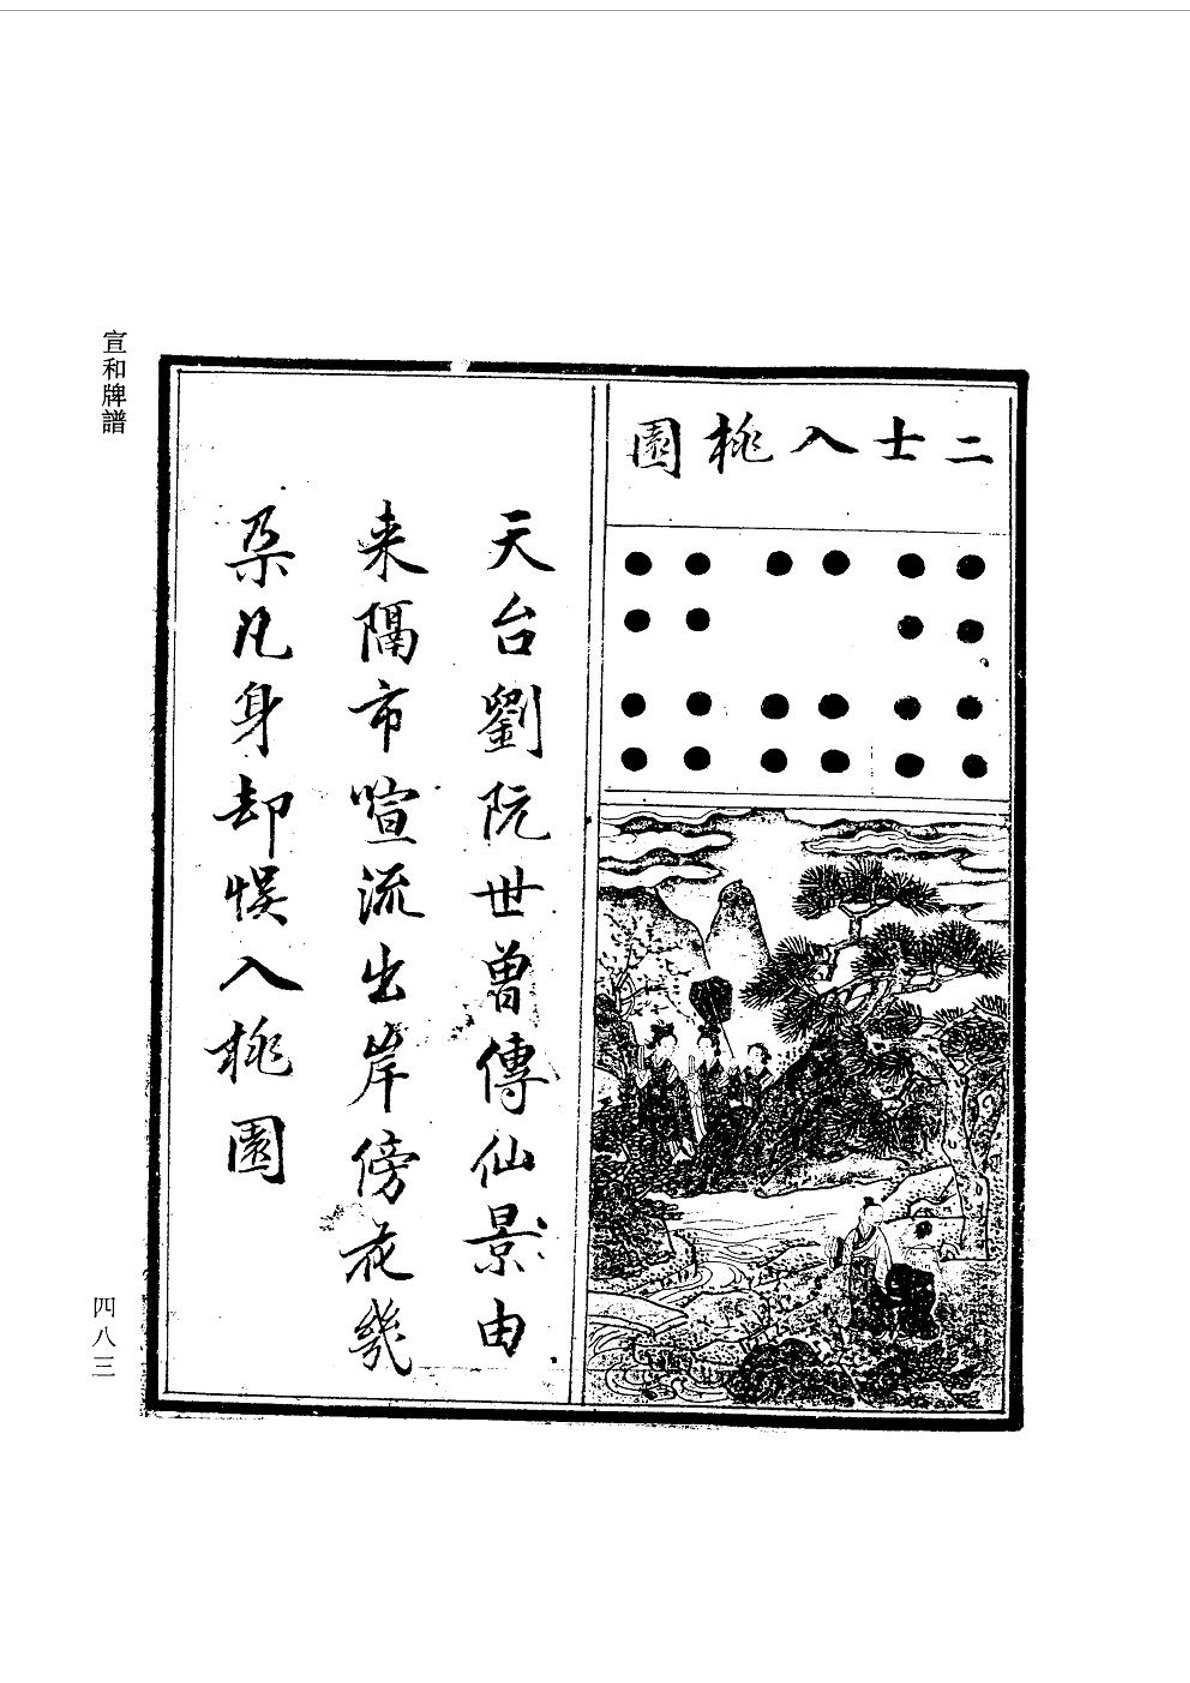 宣和牌譜
二士入桃園
天台劉阮世曾傳仙景由
来隔市喧流出岸傍花幾
朶凡身却悮入桃園
四八三